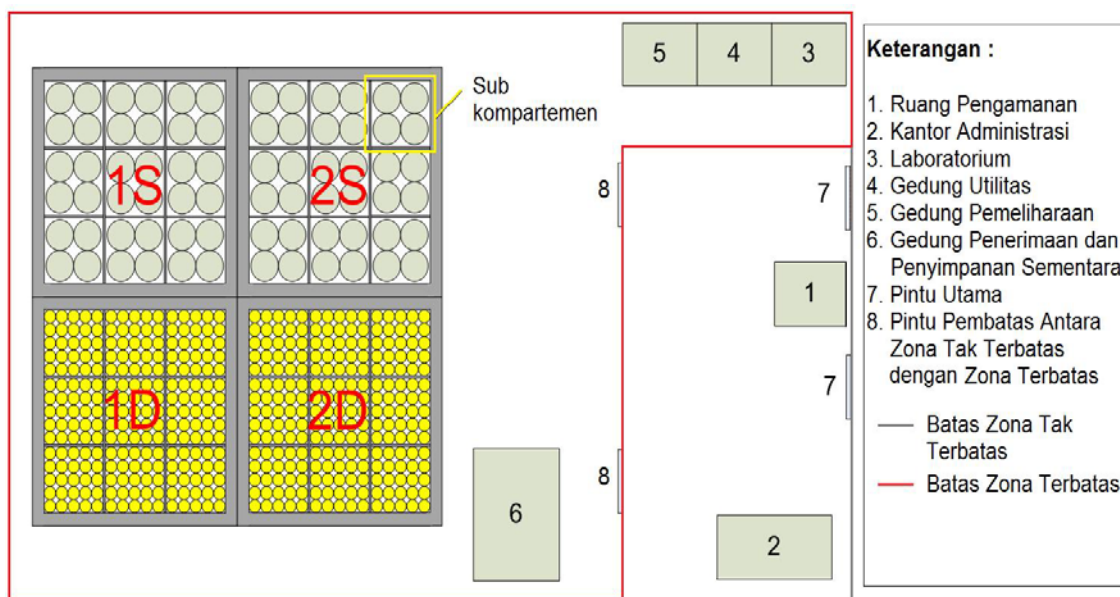 5 4 3
Sub
kompartemen
1S 2S
8 7
1
1D 2D
7
8
6
2
Keterangan :
1. Ruang Pengamanan
2. Kantor Administrasi
3. Laboratorium
4. Gedung Utilitas
5. Gedung Pemeliharaan
6. Gedung Penerimaan dan
Penyimpanan Sementara
7. Pintu Utama
8. Pintu Pembatas Antara
Zona Tak Terbatas
dengan Zona Terbatas
Batas Zona Tak
Terbatas
Batas Zona Terbatas